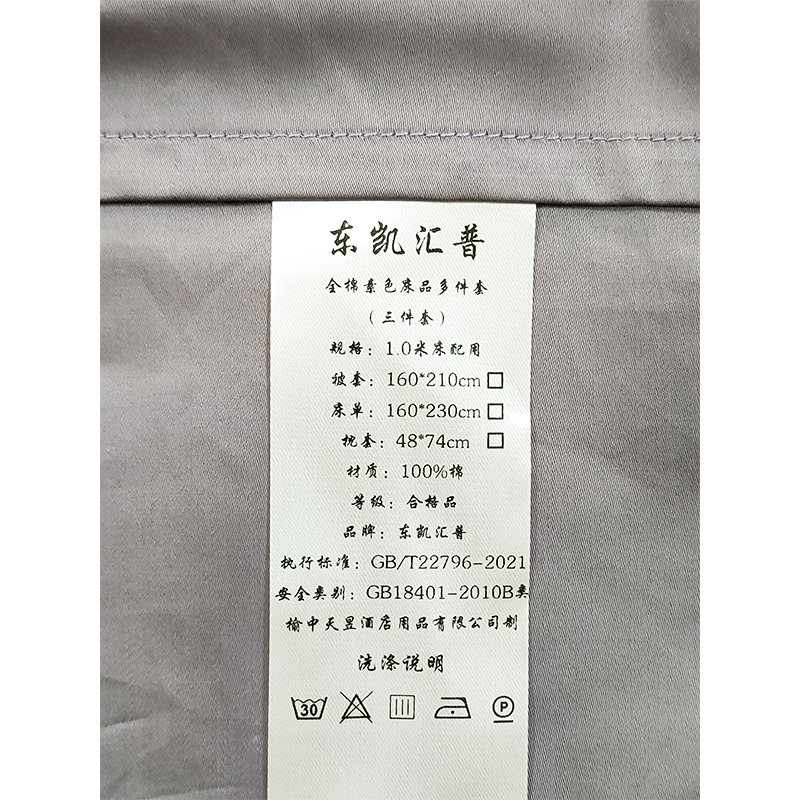 东凯汇普
全棉素色床品多件套
(三件套)
规格：1.0米床配用
被套：160*210cm
床单：160*230cm
枕套：48*74cm
材质：100%棉
等级：合格品
品牌：东凯汇普
执行标准：GB/T22796-2021
安全类别：GB18401-2010B类
榆中天昱酒店用品有限公司制
洗涤说明
30
P